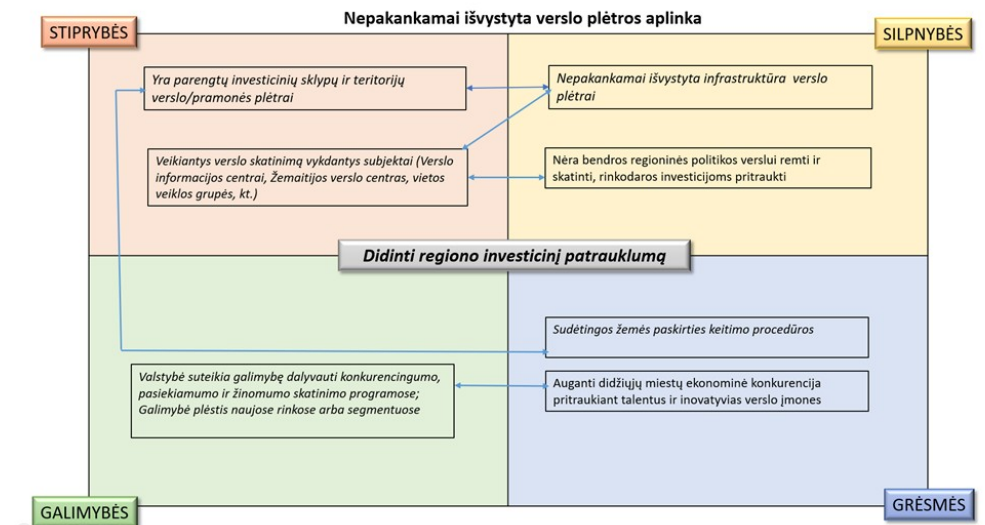 Nepakankamai išvystyta verslo plėtros aplinka
STIPRYBĖS
SILPNYBĖS
Yra parengtų investicinių sklypų ir teritorijų
verslo/pramonės plėtrai
Nepakankamai išvystyta infrastruktūra verslo
plėtrai
Veikiantys verslo skatinimą vykdantys subjektai (Verslo
informacijos centrai, Žemaitijos verslo centras, vietos
veiklos grupės, kt.)
Nėra bendros regioninės politikos verslui remti ir
skatinti, rinkodaros investicijoms pritraukti
Didinti regiono investicinį patrauklumą
Sudėtingos žemės paskirties keitimo procedūros
Valstybė suteikia galimybę dalyvauti konkurencingumo,
pasiekiamumo ir žinomumo skatinimo programose;
Galimybė plėstis naujose rinkose arba segmentuose
Auganti didžiųjų miestų ekonominė konkurencija
pritraukiant talentus ir inovatyvias verslo įmones
GALIMYBĖS
GRĖSMĖS